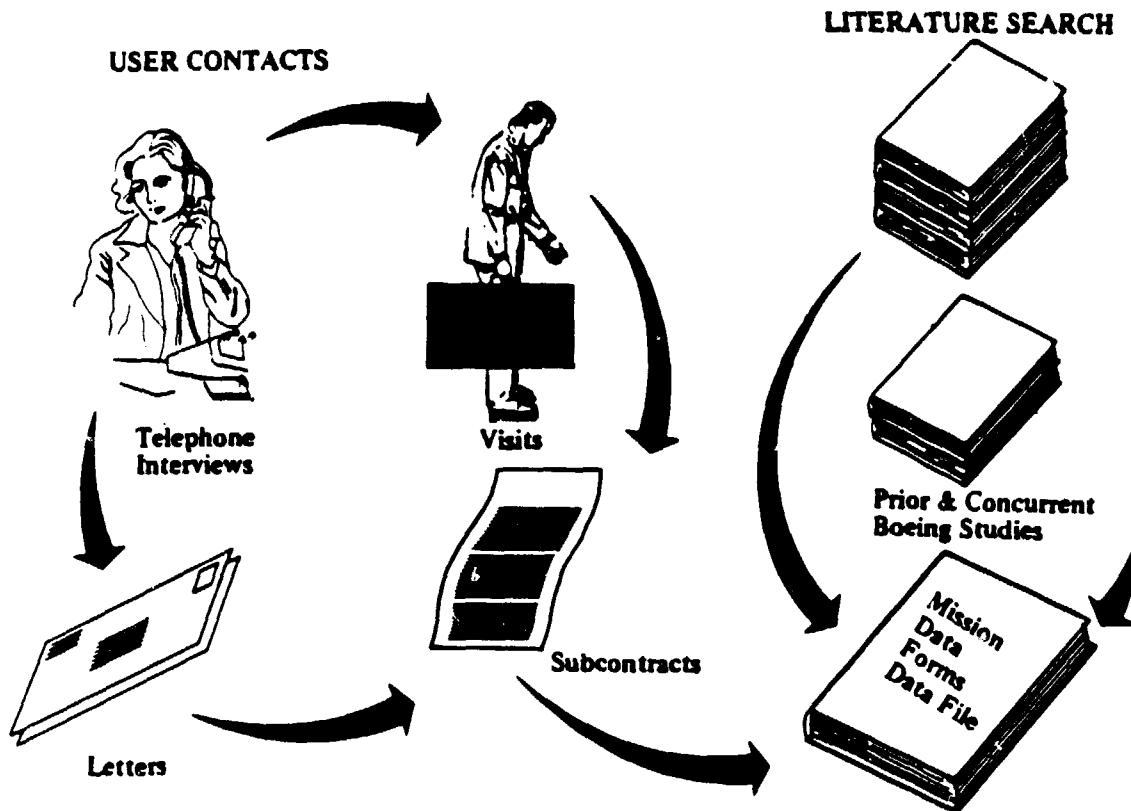 LITERATURE SEARCH
USER CONTACTS
Telephone
Interviews
Visits
Prior & Concurrent
Boeing Studies
Mission
Data
Forms
Data File
Subcontracts
Letters